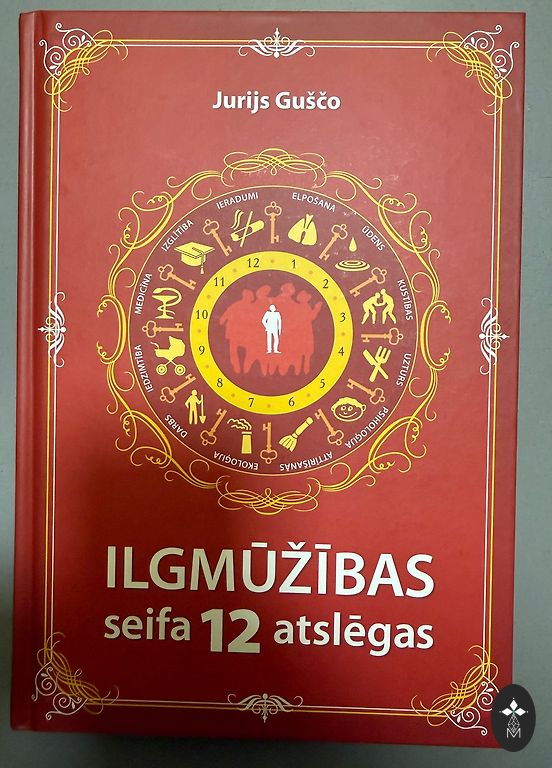 Jurijs Guščo
IERADUMI
ELPOŠANA
ŪDENS
KUSTĪBAS
UZTURS
PSIHOLOĢIJA
ATTĪRĪŠANĀS
EKOLOĢIJA
DARBS
IEDZIMTĪBA
MEDICĪNA
IZGLĪTĪBA
12
1
2
3
4
5
6
7
8
9
10
11
ILGMŪŽĪBAS
seifa 12 atslēgas